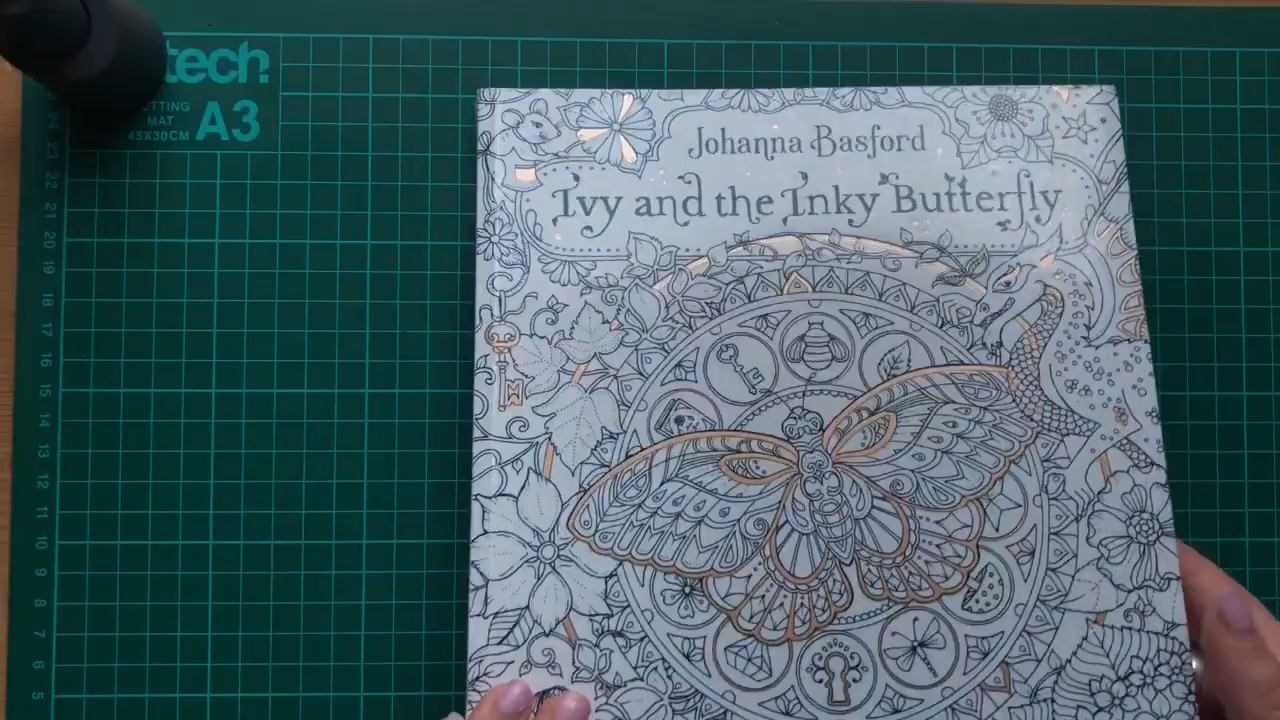 tech
CUTTING
MAT
45X30CM
A3
Johanna Basford
Ivy and the Inky Butterfly
24
23
22
21
20
19
18
17
16
15
14
13
12
11
10
9
8
7
6
5